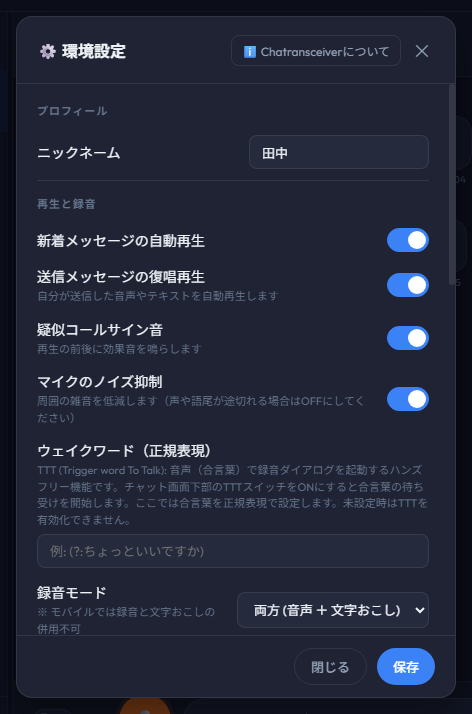 環境設定
Chatransceiverについて
プロフィール
ニックネーム
田中
再生と録音
新着メッセージの自動再生
送信メッセージの復唱再生
自分が送信した音声やテキストを自動再生します
疑似コールサイン音
再生の前後に効果音を鳴らします
マイクのノイズ抑制
周囲の雑音を低減します（声や語尾が途切れる場合はOFFにしてく
ださい）
ウェイクワード（正規表現）
TTT (Trigger word To Talk): 音声（合言葉）で録音ダイアログを起動するハンズ
フリー機能です。チャット画面下部のTTTスイッチをONにすると合言葉の待ち
受けを開始します。ここでは合言葉を正規表現で設定します。未設定時はTTTを
有効化できません。
例: (?:ちょっといいですか)
録音モード
※ モバイルでは録音と文字おこしの
併用不可
両方 (音声 + 文字おこし)
閉じる
保存